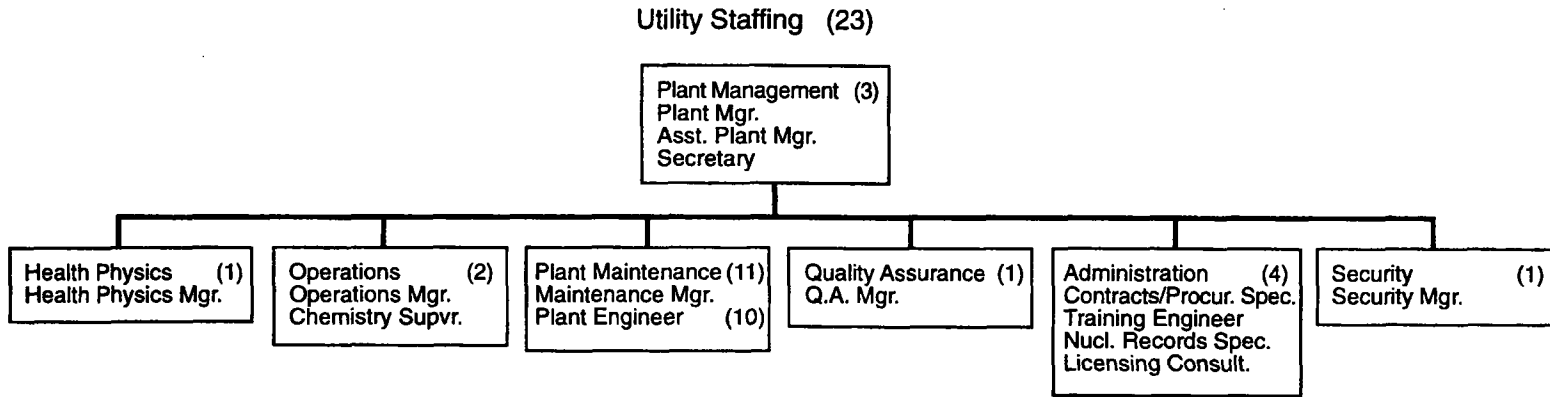 Utility Staffing (23)
Plant Management (3)
Plant Mgr.
Asst. Plant Mgr.
Secretary
Health Physics (1)
Health Physics Mgr.
Operations (2)
Operations Mgr.
Chemistry Supvr.
Plant Maintenance (11)
Maintenance Mgr.
Plant Engineer (10)
Quality Assurance (1)
Q.A. Mgr.
Administration (4)
Contracts/Procur. Spec.
Training Engineer
Nucl. Records Spec.
Licensing Consult.
Security (1)
Security Mgr.